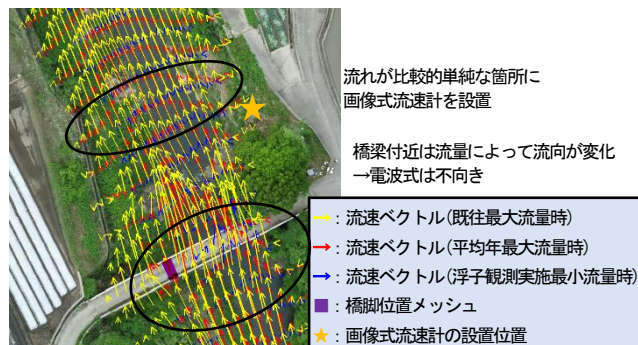 流れが比較的単純な箇所に
画像式流速計を設置
橋梁付近は流量によって流向が変化
→電波式は不向き
→：流速ベクトル(既往最大流量時)
→：流速ベクトル(平均年最大流量時)
→：流速ベクトル(浮子観測実施最小流量時)
■：橋脚位置メッシュ
★：画像式流速計の設置位置